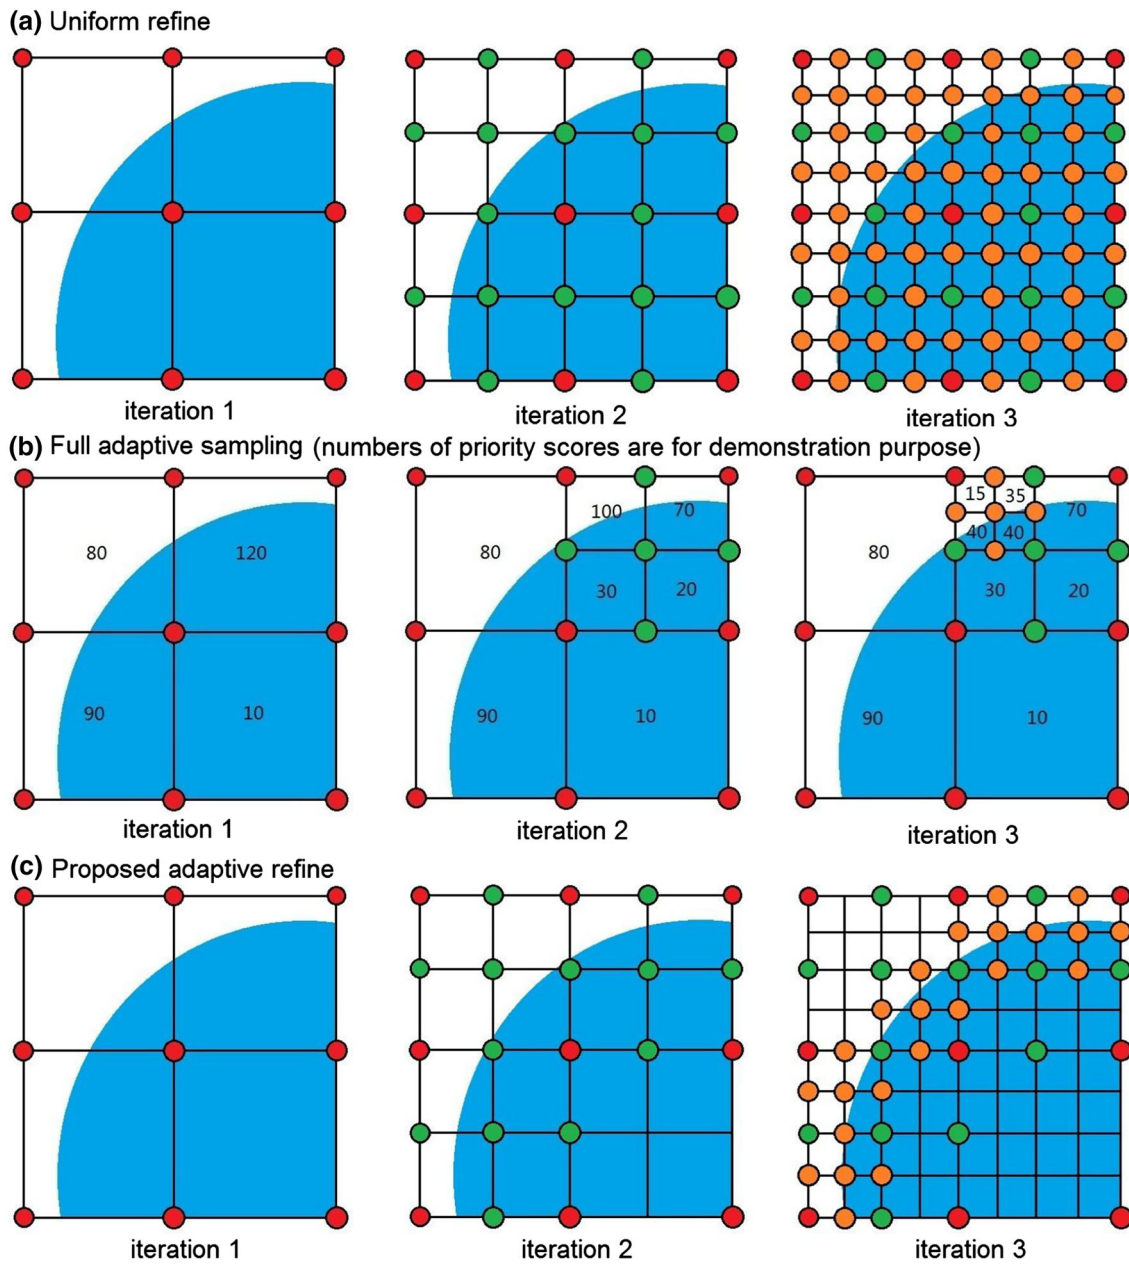 (a) Uniform refine
iteration 1
iteration 2
iteration 3
(b) Full adaptive sampling (numbers of priority scores are for demonstration purpose)
80
120
90
10
iteration 1
100
70
80
30
20
90
10
iteration 2
15
35
70
40
40
80
30
20
90
10
iteration 3
(c) Proposed adaptive refine
iteration 1
iteration 2
iteration 3